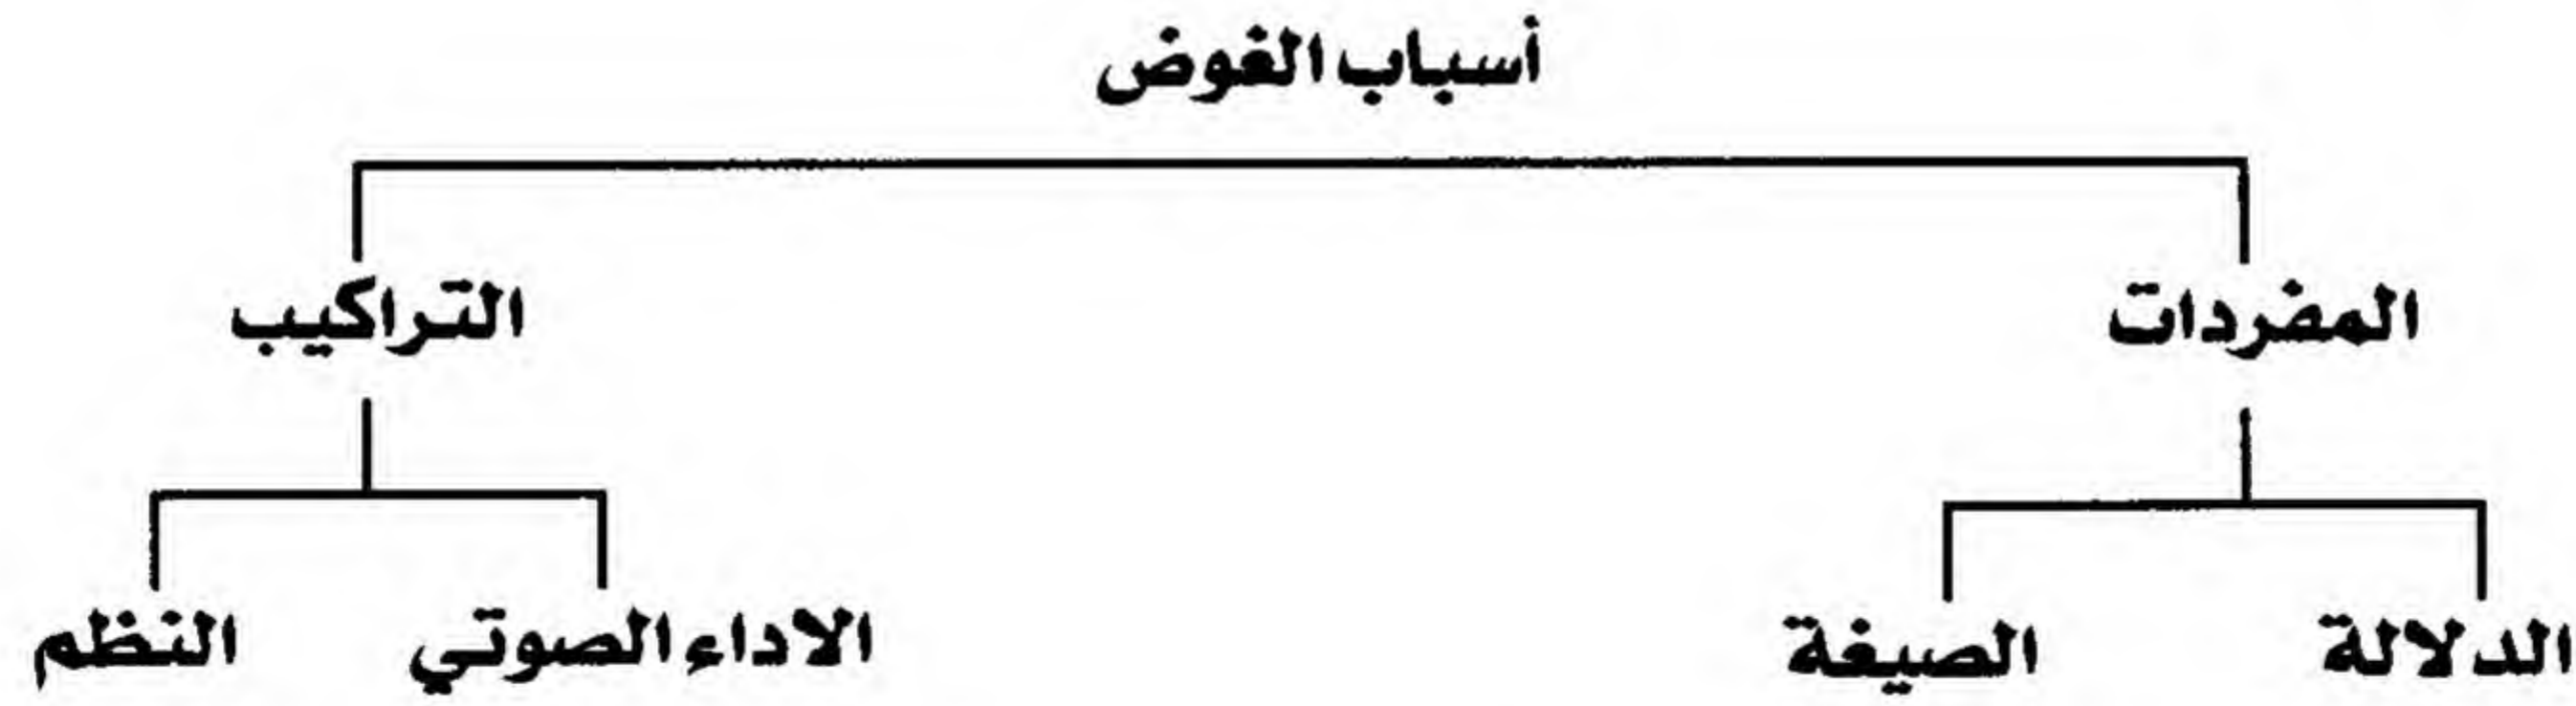 أسباب الغوض
المفردات التراكيب
الدلالة الصيغة الاداء الصوتي النظم